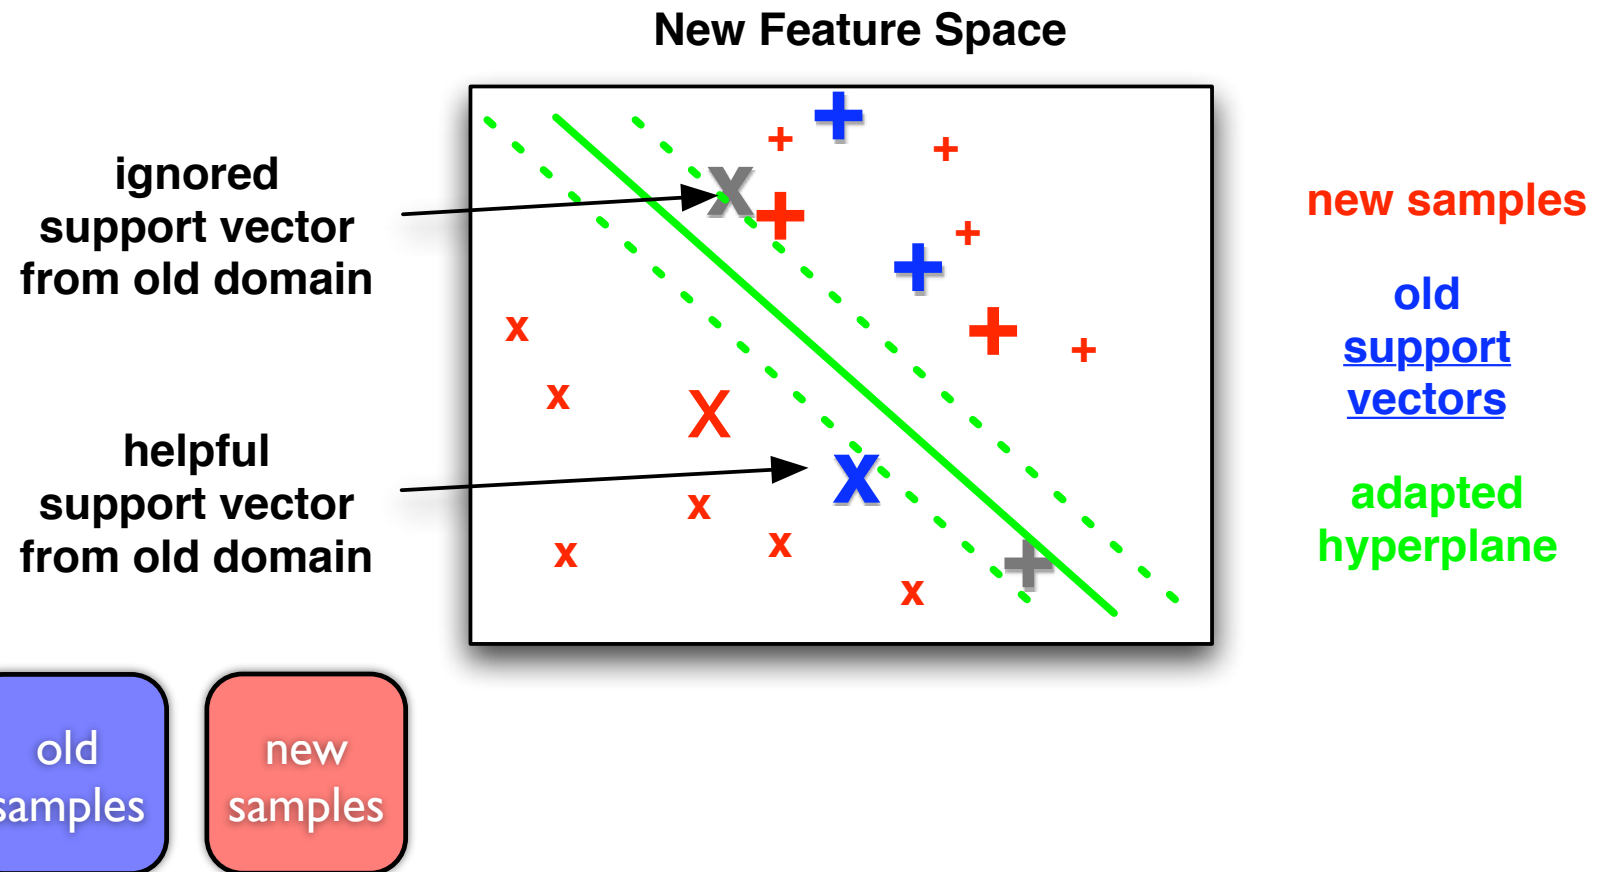 New Feature Space
ignored
support vector
from old domain
helpful
support vector
from old domain
new samples
old
support
vectors
adapted
hyperplane
old
samples
new
samples